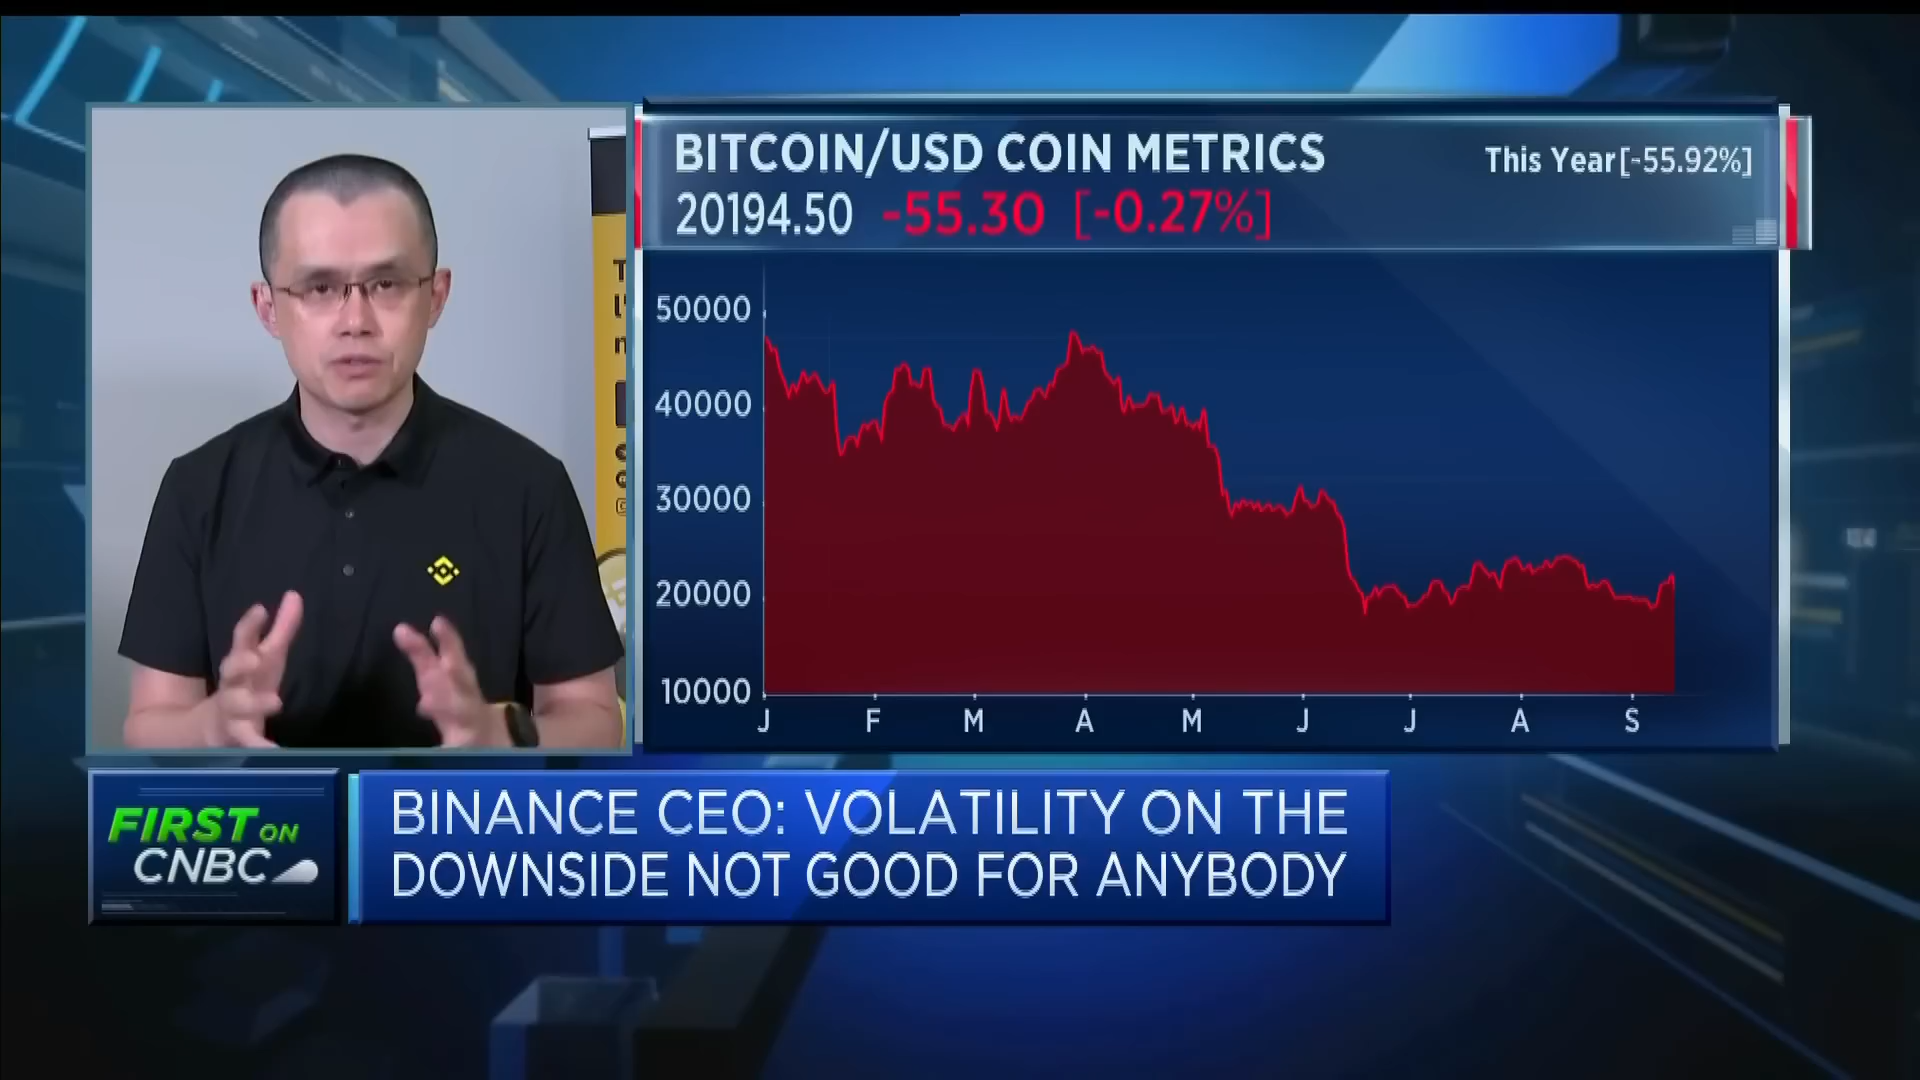 BITCOIN/USD COIN METRICS
This Year[-55.92%]
20194.50 -55.30 [-0.27%]
50000
40000
30000
20000
10000
J F M A M J J A S
FIRST ON
CNBC
BINANCE CEO: VOLATILITY ON THE
DOWNSIDE NOT GOOD FOR ANYBODY